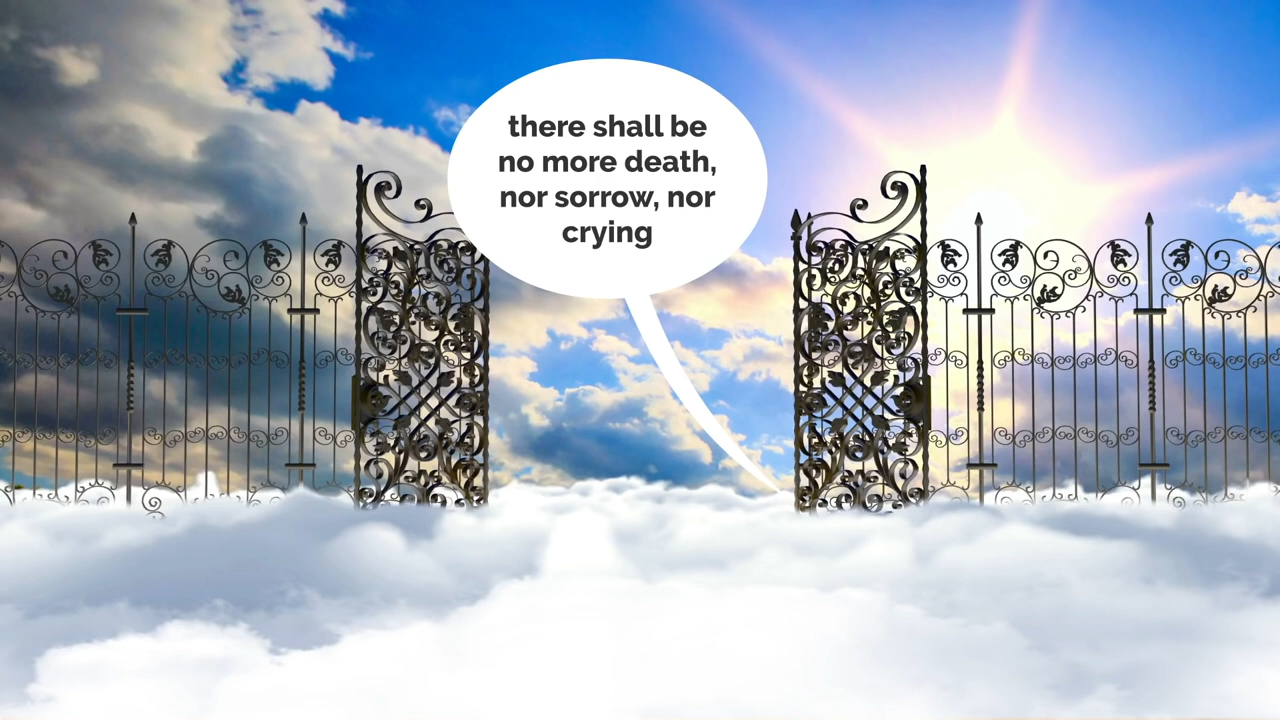 there shall be
no more death,
nor sorrow, nor
crying